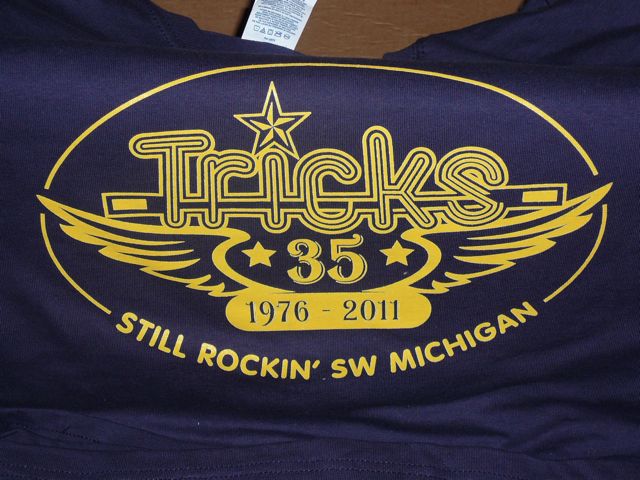 Tricks
35
1976 - 2011
STILL ROCKIN' SW MICHIGAN